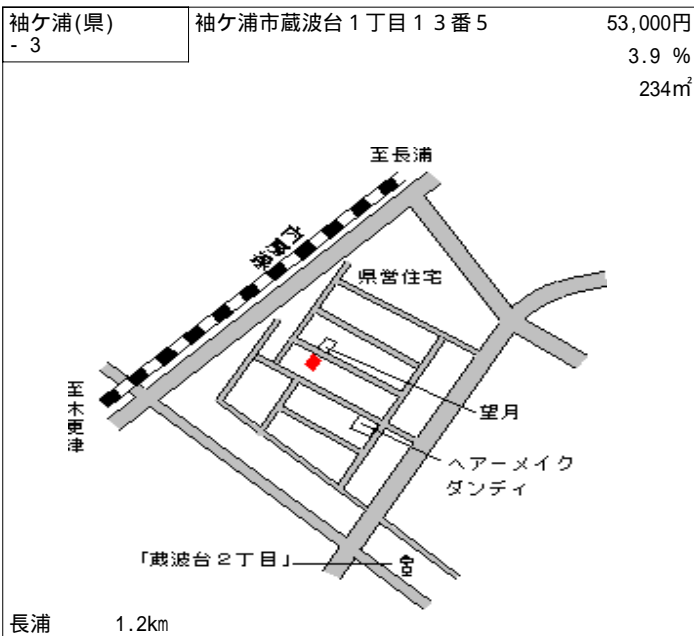 袖ケ浦(県)
- 3
袖ケ浦市蔵波台１丁目１３番５
53,000円
3.9 %
234㎡
至長浦
内房線
県営住宅
至木更津
望月
ヘアーメイク
ダンディ
「蔵波台２丁目」
長浦 1.2㎞